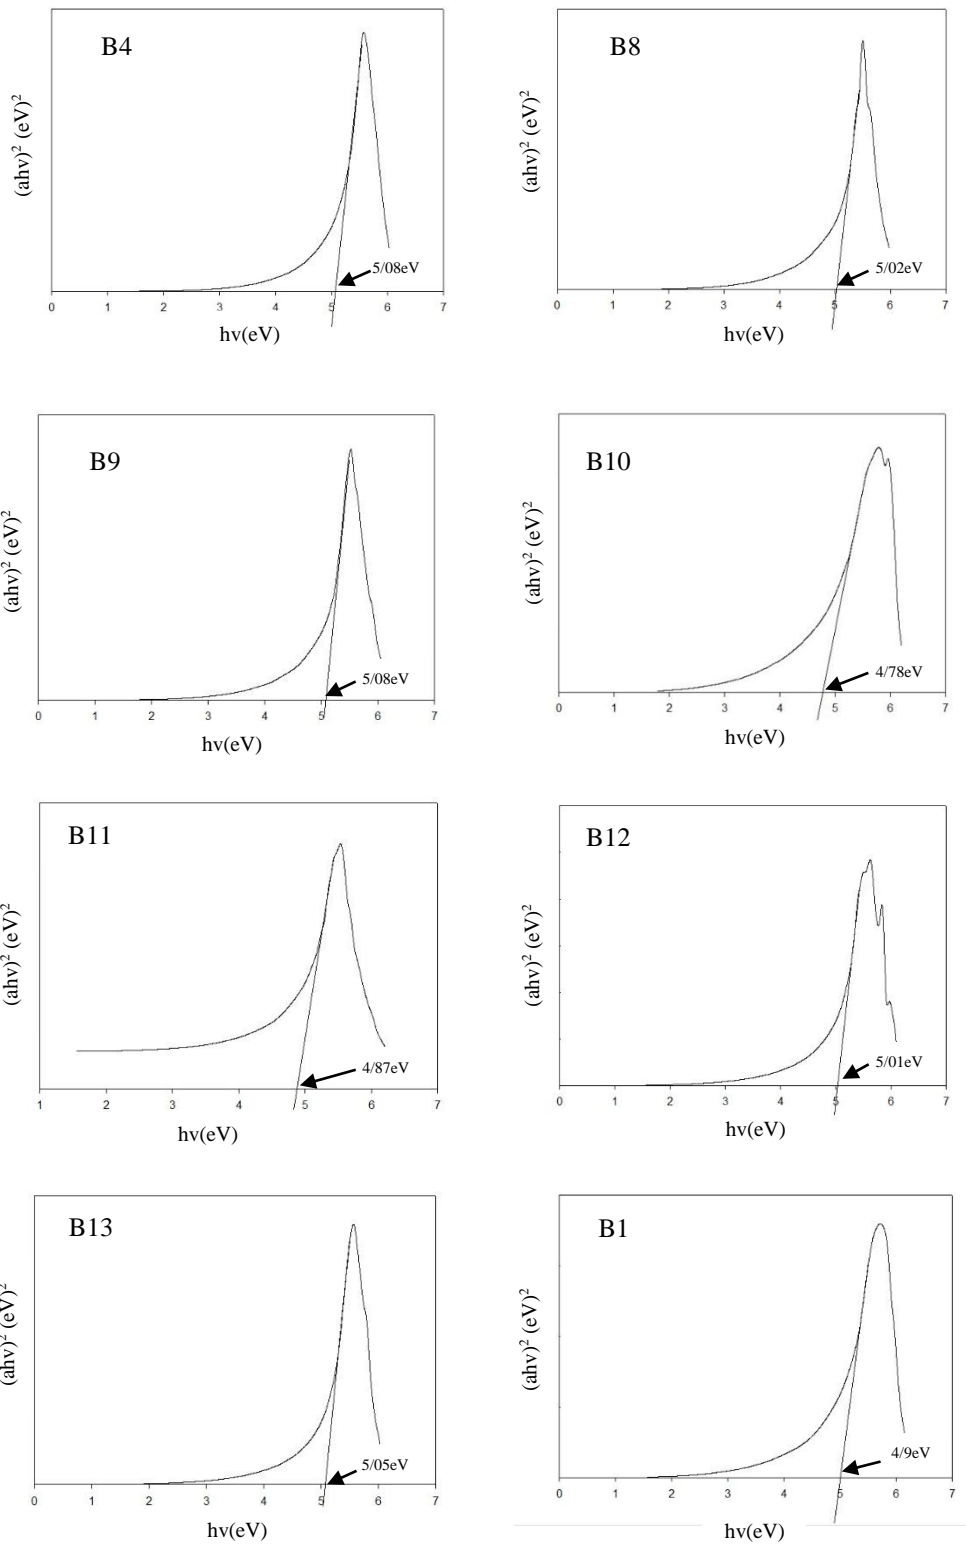 B4
(ahν)² (eV)²
5/08eV
0 1 2 3 4 5 6 7
hν(eV)
B8
(ahν)² (eV)²
5/02eV
0 1 2 3 4 5 6 7
hν(eV)
B9
(ahν)² (eV)²
5/08eV
0 1 2 3 4 5 6 7
hν(eV)
B10
(ahν)² (eV)²
4/78eV
0 1 2 3 4 5 6 7
hν(eV)
B11
(ahν)² (eV)²
4/87eV
1 2 3 4 5 6 7
hν(eV)
B12
(ahν)² (eV)²
5/01eV
0 1 2 3 4 5 6 7
hν(eV)
B13
(ahν)² (eV)²
5/05eV
0 1 2 3 4 5 6 7
hν(eV)
B1
(ahν)² (eV)²
4/9eV
0 1 2 3 4 5 6 7
hν(eV)